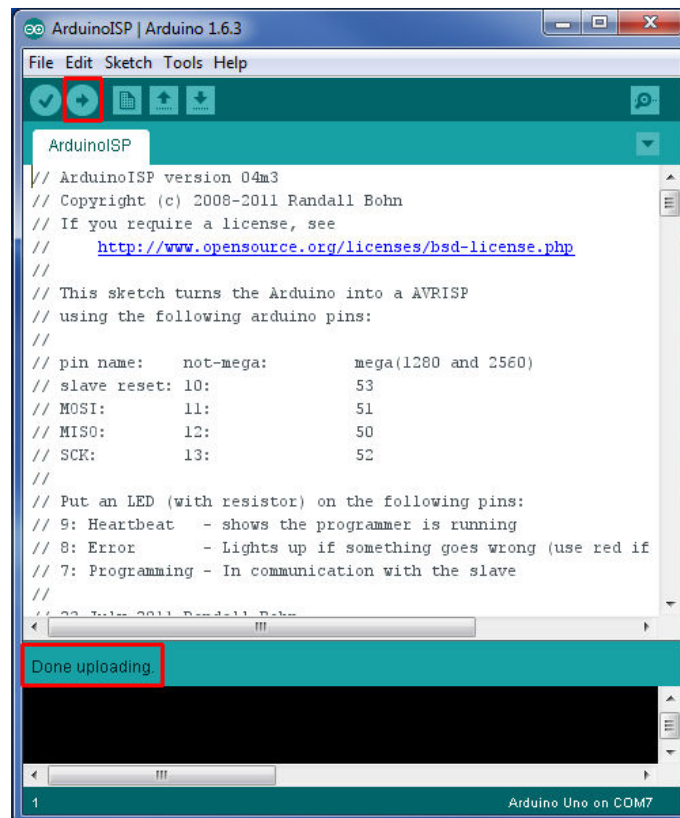 ArduinoISP | Arduino 1.6.3
File Edit Sketch Tools Help
ArduinoISP
// ArduinoISP version 04m3
// Copyright (c) 2008-2011 Randall Bohn
// If you require a license, see
//     http://www.opensource.org/licenses/bsd-license.php
//
// This sketch turns the Arduino into a AVRISP
// using the following arduino pins:
//
// pin name:    not-mega:         mega(1280 and 2560)
// slave reset: 10:               53
// MOSI:        11:               51
// MISO:        12:               50
// SCK:         13:               52
//
// Put an LED (with resistor) on the following pins:
// 9: Heartbeat   - shows the programmer is running
// 8: Error       - Lights up if something goes wrong (use red if
// 7: Programming - In communication with the slave
//
// 23 July 2011 Randall Bohn
Done uploading.
1
Arduino Uno on COM7